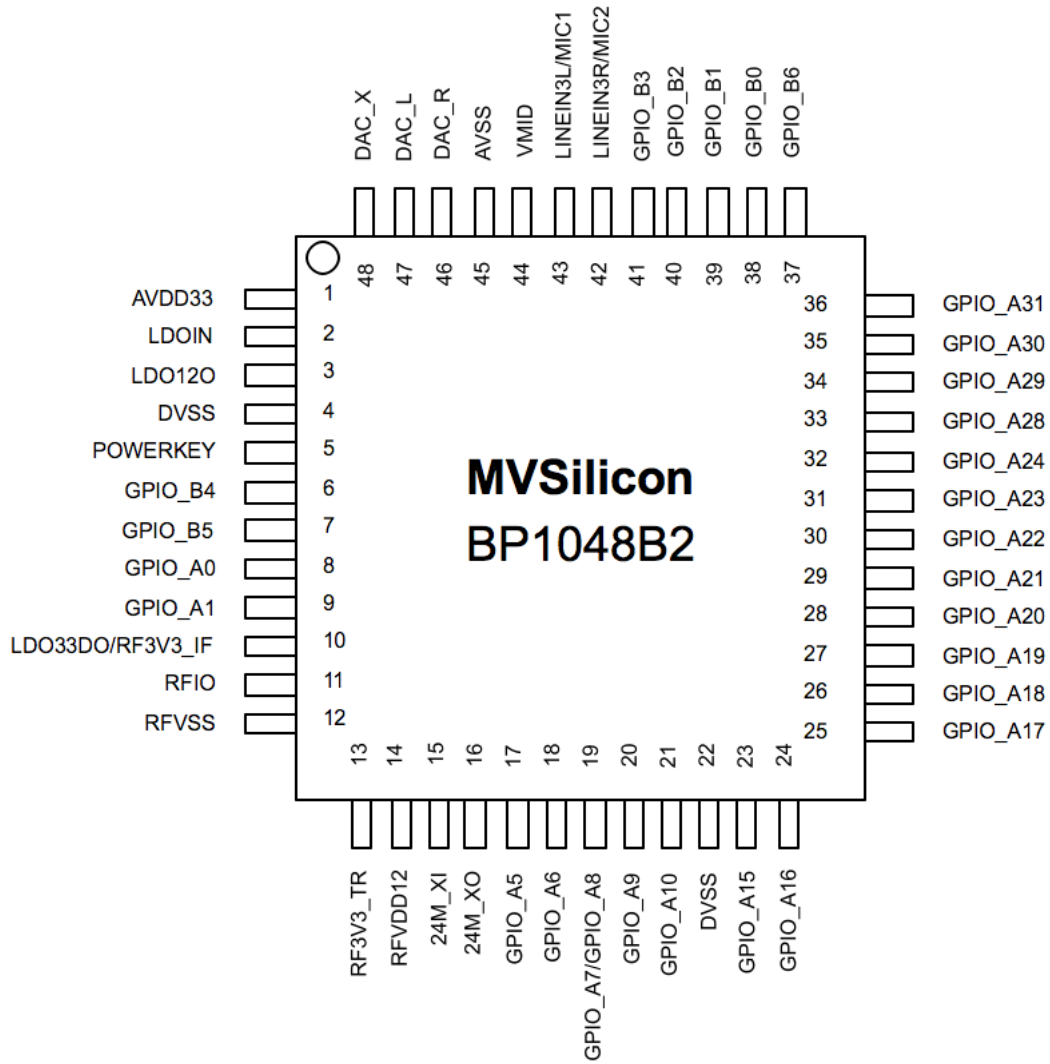 DAC_X
DAC_L
DAC_R
AVSS
VMID
LINEIN3L/MIC1
LINEIN3R/MIC2
GPIO_B3
GPIO_B2
GPIO_B1
GPIO_B0
GPIO_B6
48
47
46
45
44
43
42
41
40
39
38
37
AVDD33 1
LDOIN 2
LDO12O 3
DVSS 4
POWERKEY 5
GPIO_B4 6
GPIO_B5 7
GPIO_A0 8
GPIO_A1 9
LDO33DO/RF3V3_IF 10
RFIO 11
RFVSS 12
MVSilicon
BP1048B2
36 GPIO_A31
35 GPIO_A30
34 GPIO_A29
33 GPIO_A28
32 GPIO_A24
31 GPIO_A23
30 GPIO_A22
29 GPIO_A21
28 GPIO_A20
27 GPIO_A19
26 GPIO_A18
25 GPIO_A17
13
14
15
16
17
18
19
20
21
22
23
24
RF3V3_TR
RFVDD12
24M_XI
24M_XO
GPIO_A5
GPIO_A6
GPIO_A7/GPIO_A8
GPIO_A9
GPIO_A10
DVSS
GPIO_A15
GPIO_A16